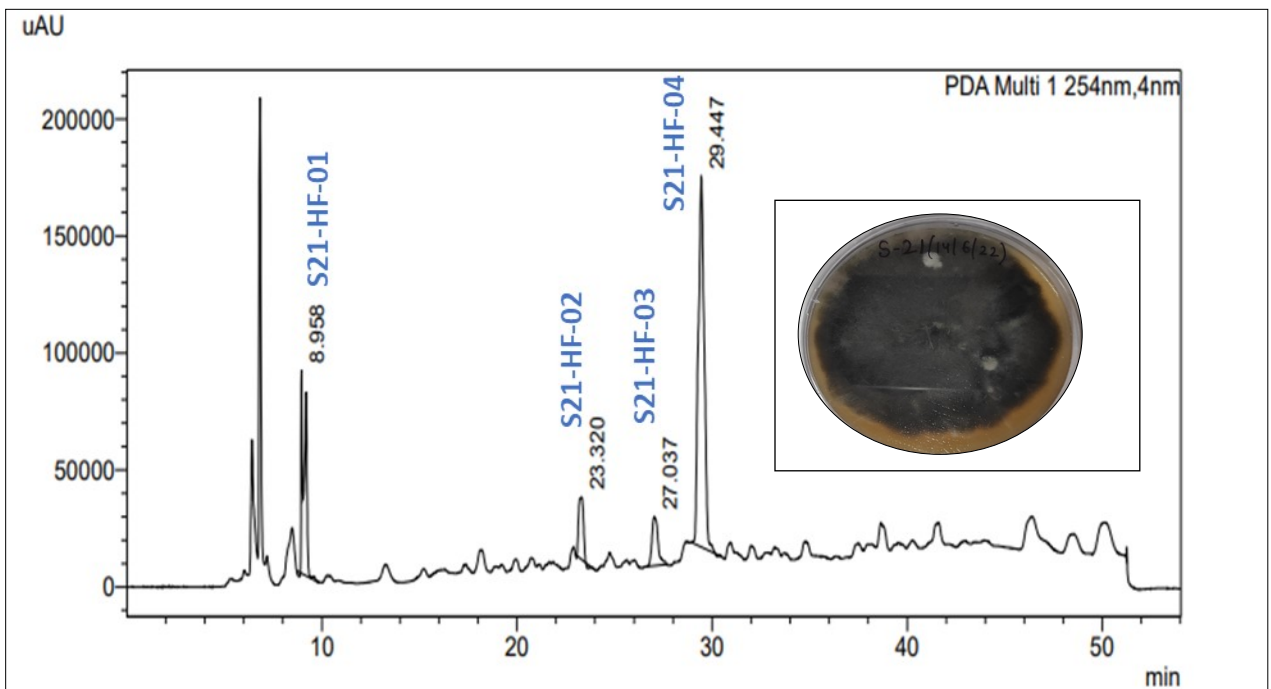 uAU
PDA Multi 1 254nm,4nm
200000
150000
100000
50000
0
S21-HF-01
8.958
S21-HF-02
23.320
S21-HF-03
27.037
S21-HF-04
29.447
S-2.1(14/6/22)
10
20
30
40
50
min